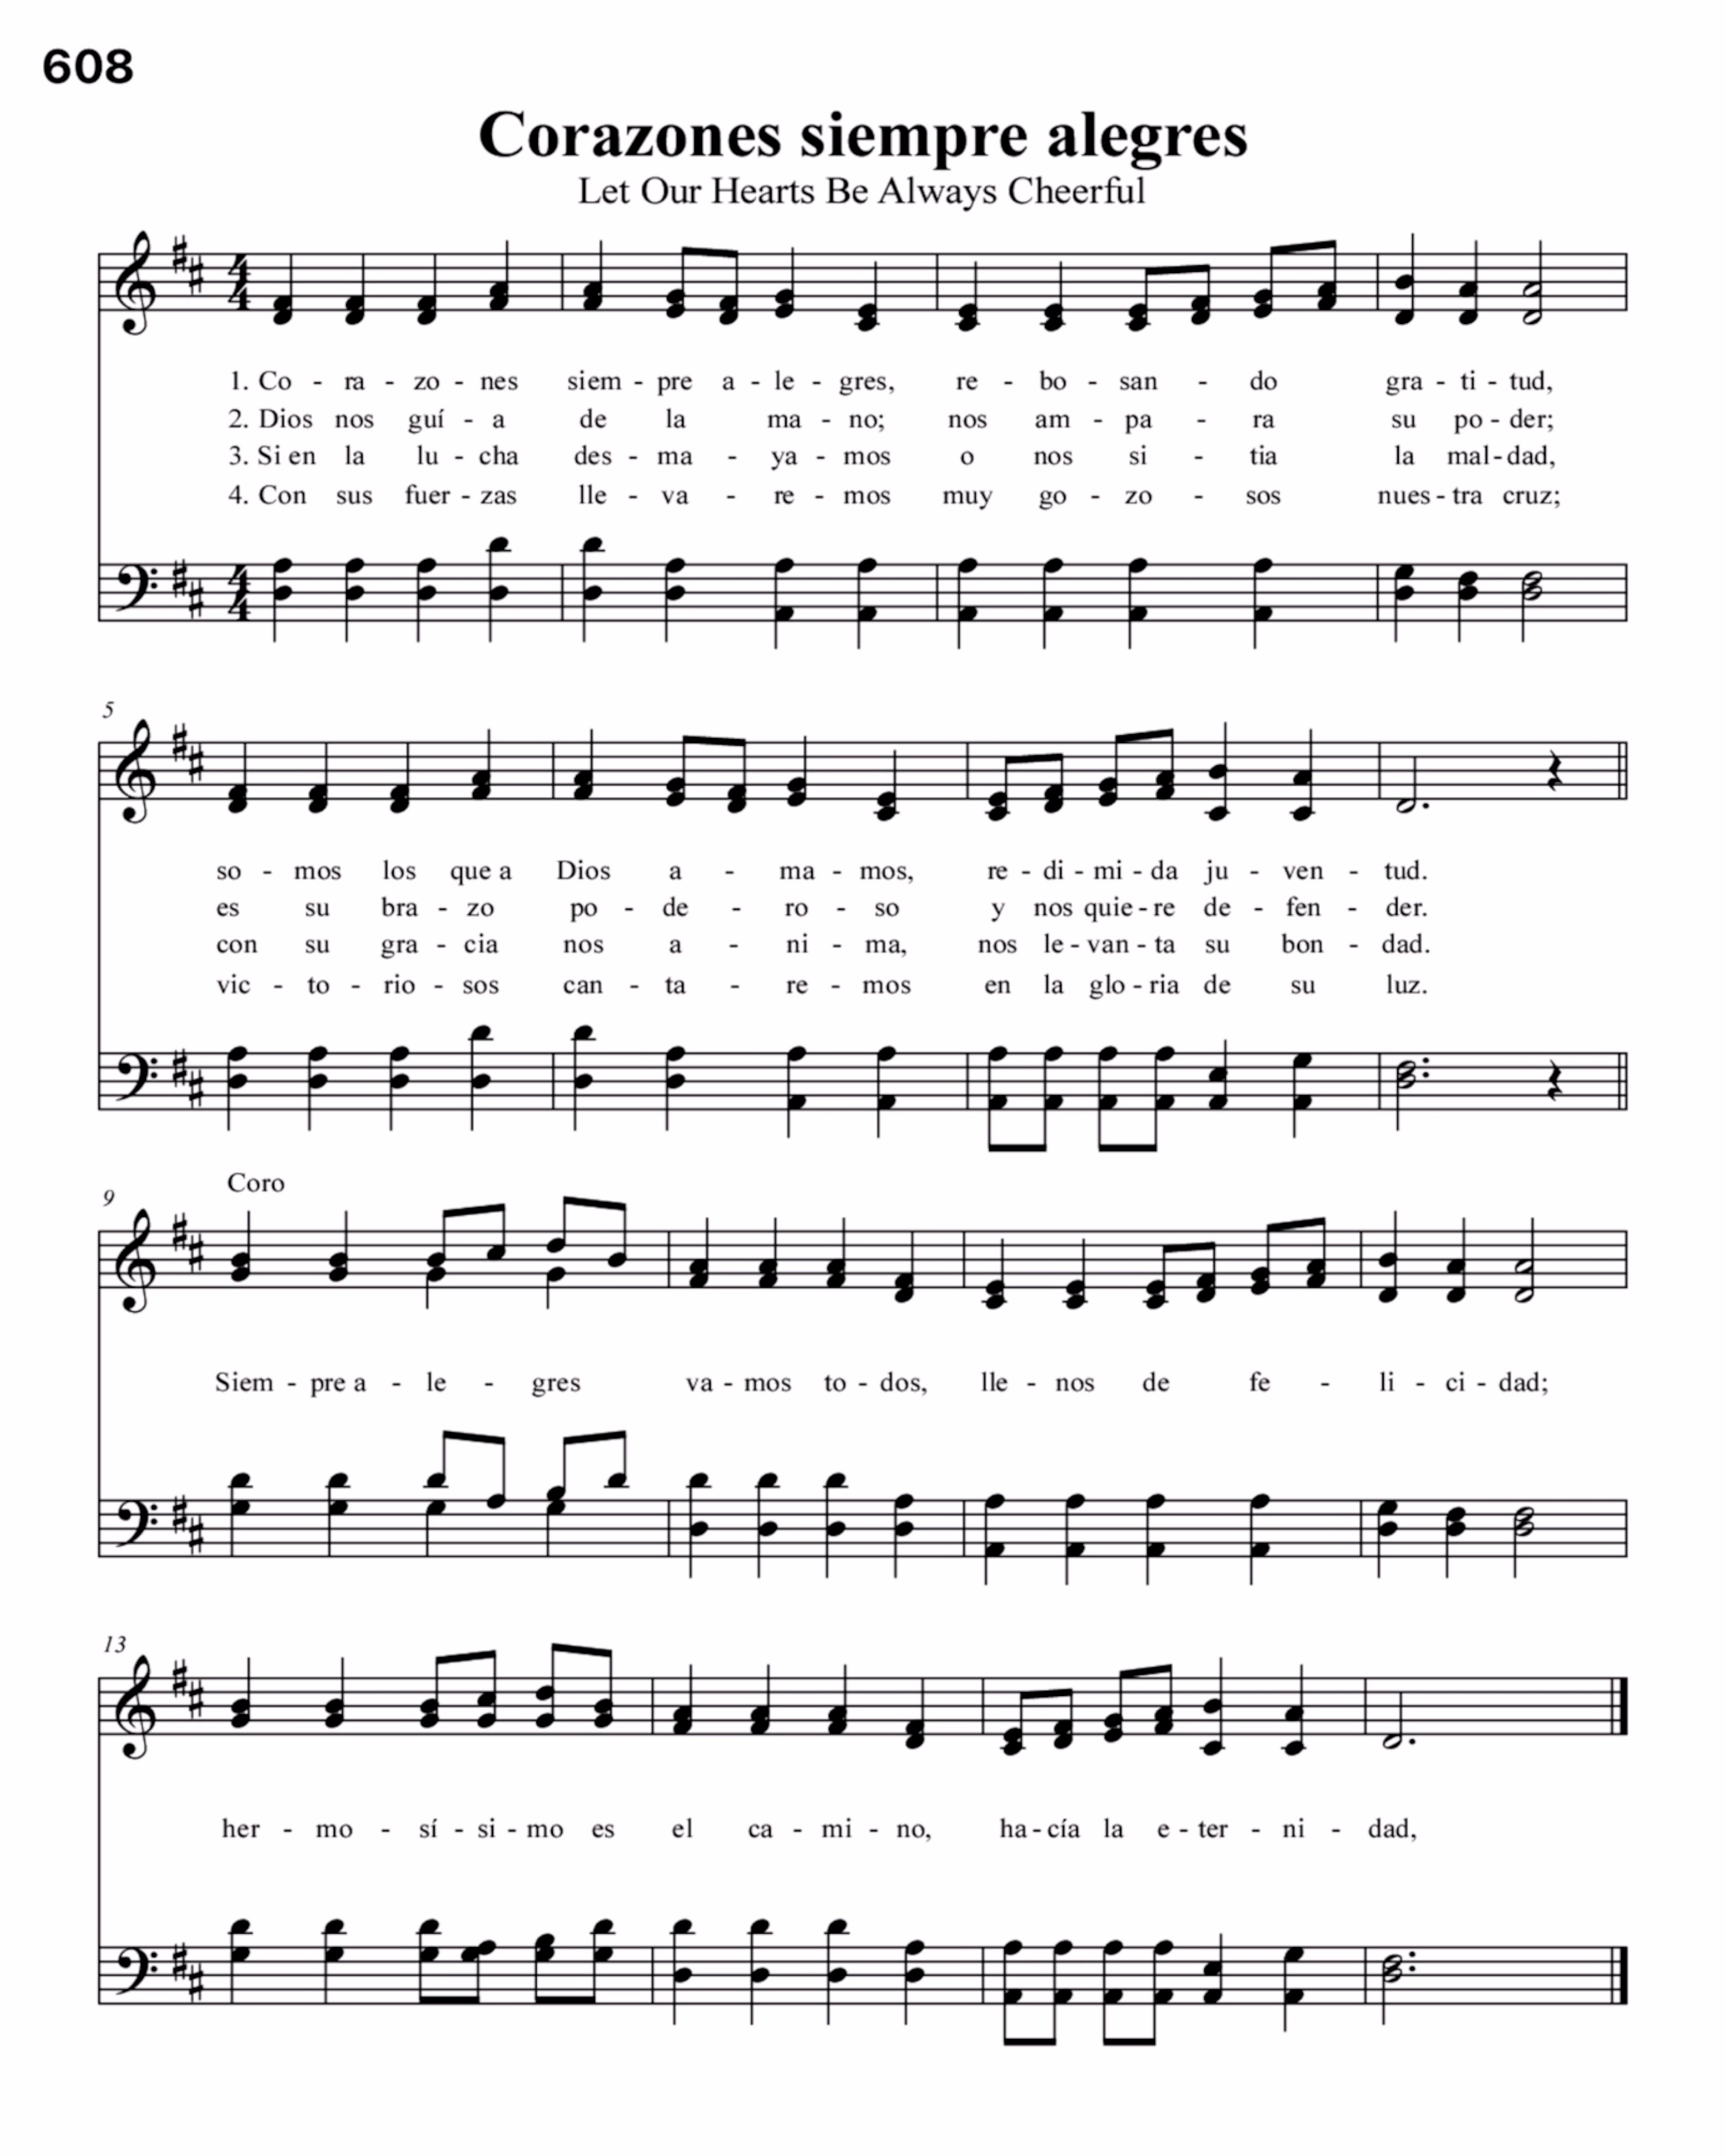 608
Corazones siempre alegres
Let Our Hearts Be Always Cheerful
1. Co - ra - zo - nes siem - pre a - le - gres, re - bo - san - do gra - ti - tud,
2. Dios nos guí - a de la ma - no; nos am - pa - ra su po - der;
3. Si en la lu - cha des - ma - ya - mos o nos si - tia la mal - dad,
4. Con sus fuer - zas lle - va - re - mos muy go - zo - sos nues - tra cruz;
5
so - mos los que a Dios a - ma - mos, re - di - mi - da ju - ven - tud.
es su bra - zo po - de - ro - so y nos quie - re de - fen - der.
con su gra - cia nos a - ni - ma, nos le - van - ta su bon - dad.
vic - to - rio - sos can - ta - re - mos en la glo - ria de su luz.
Coro
9
Siem - pre a - le - gres va - mos to - dos, lle - nos de fe - li - ci - dad;
13
her - mo - sí - si - mo es el ca - mi - no, ha - cía la e - ter - ni - dad,